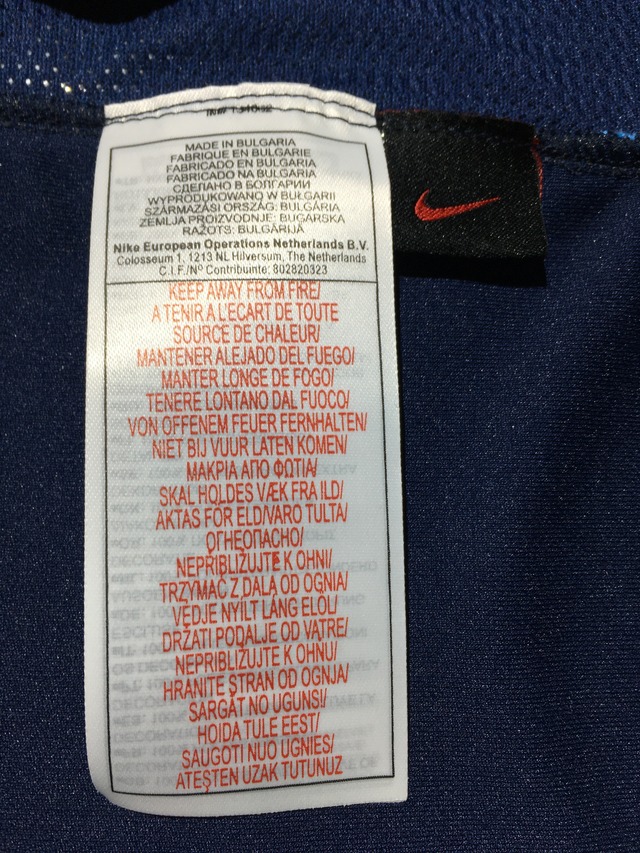 MADE IN BULGARIA
FABRIQUE EN BULGARIE
FABRICADO EN BULGARIA
FABRICADO NA BULGARIA
СДЕЛАНО В БОЛГАРИИ
WYPRODUKOWANO W BUŁGARII
SZÁRMAZÁSI ORSZÁG: BULGÁRIA
ZEMLJA PROIZVODNJE: BUGARSKA
RAŽOTS: BULGĀRIJĀ
Nike European Operations Netherlands B.V.
Colosseum 1, 1213 NL Hilversum, The Netherlands
C.I.F./Nº Contribuinte: 802820323
KEEP AWAY FROM FIRE/
A TENIR A L'ECART DE TOUTE
SOURCE DE CHALEUR/
MANTENER ALEJADO DEL FUEGO/
MANTER LONGE DE FOGO/
TENERE LONTANO DAL FUOCO/
VON OFFENEM FEUER FERNHALTEN/
NIET BIJ VUUR LATEN KOMEN/
ΜΑΚΡΙΑ ΑΠΟ ΦΩΤΙΑ/
SKAL HOLDES VÆK FRA ILD/
AKTAS FÖR ELD/VARO TULTA/
ОГНЕОПАСНО/
NEPŘIBLIŽUJTE K OHNI/
TRZYMAĆ Z DALA OD OGNIA/
VÉDJE NYÍLT LÁNG ELŐL/
DRŽATI PODALJE OD VATRE/
NEPRIBLIŽUJTE K OHŇU/
HRANITE STRAN OD OGNJA/
SARGĀT NO UGUNS!/
HOIDA TULE EEST/
SAUGOTI NUO UGNIES/
ATEŞTEN UZAK TUTUNUZ